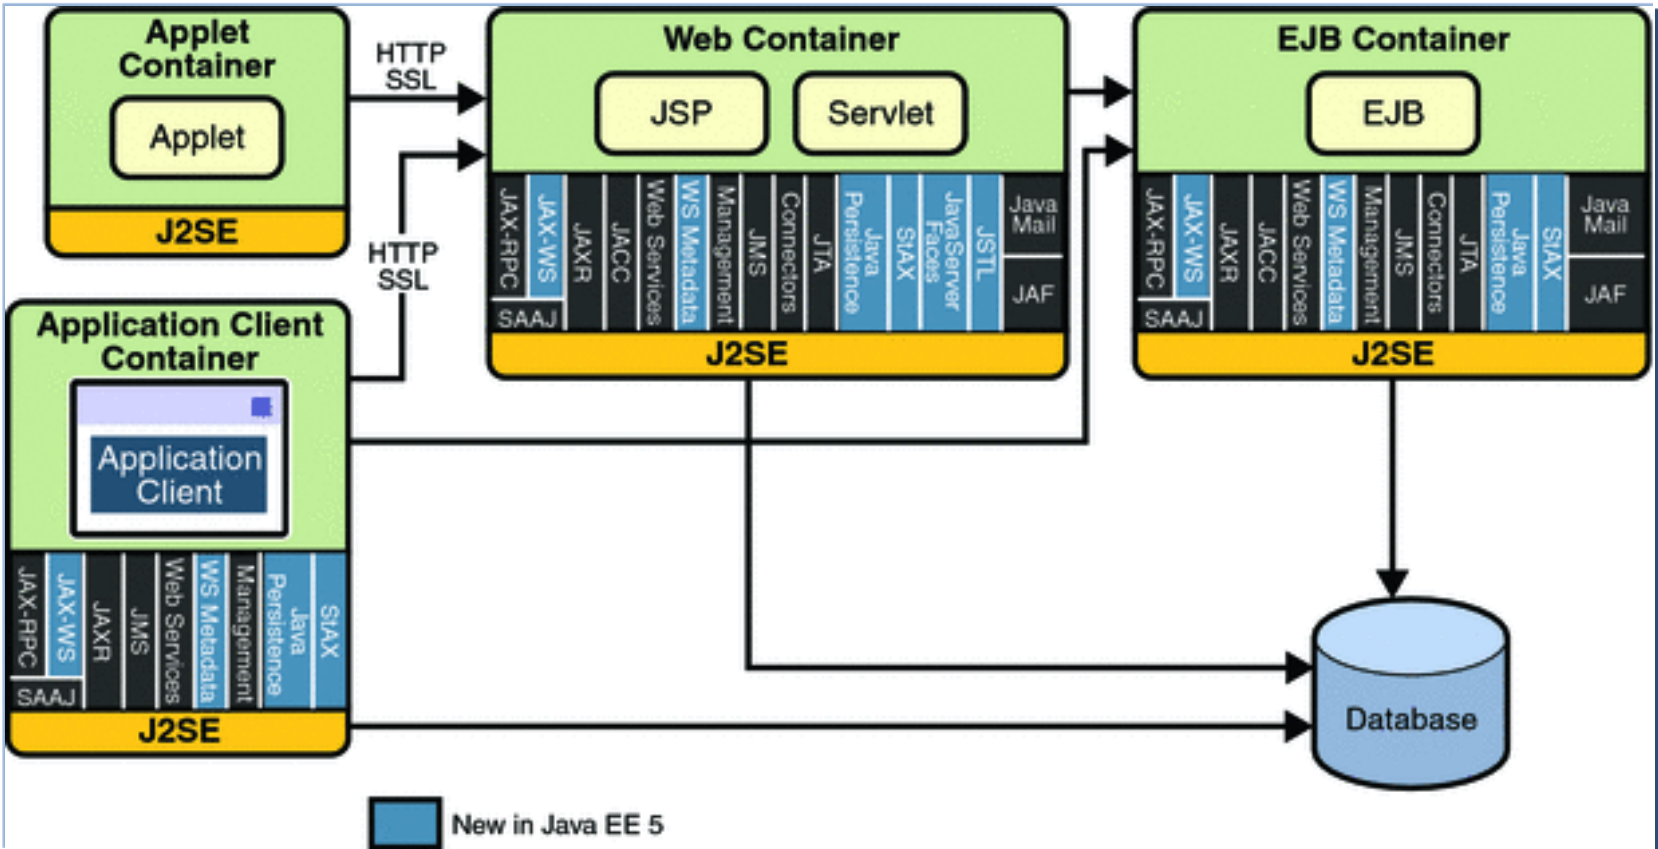 Applet
Container
Applet
J2SE
HTTP
SSL
HTTP
SSL
Web Container
JSP
Servlet
JAX-RPC
JAX-WS
SAAJ
JAXR
JACC
Web Services
WS Metadata
Management
JMS
Connectors
JTA
Java
Persistence
StAX
JavaServer
Faces
JSTL
Java
Mail
JAF
J2SE
EJB Container
EJB
JAX-RPC
JAX-WS
SAAJ
JAXR
JACC
Web Services
WS Metadata
Management
JMS
Connectors
JTA
Java
Persistence
StAX
Java
Mail
JAF
J2SE
Application Client
Container
Application
Client
JAX-RPC
JAX-WS
SAAJ
JAXR
JMS
Web Services
WS Metadata
Management
Java
Persistence
StAX
J2SE
Database
New in Java EE 5